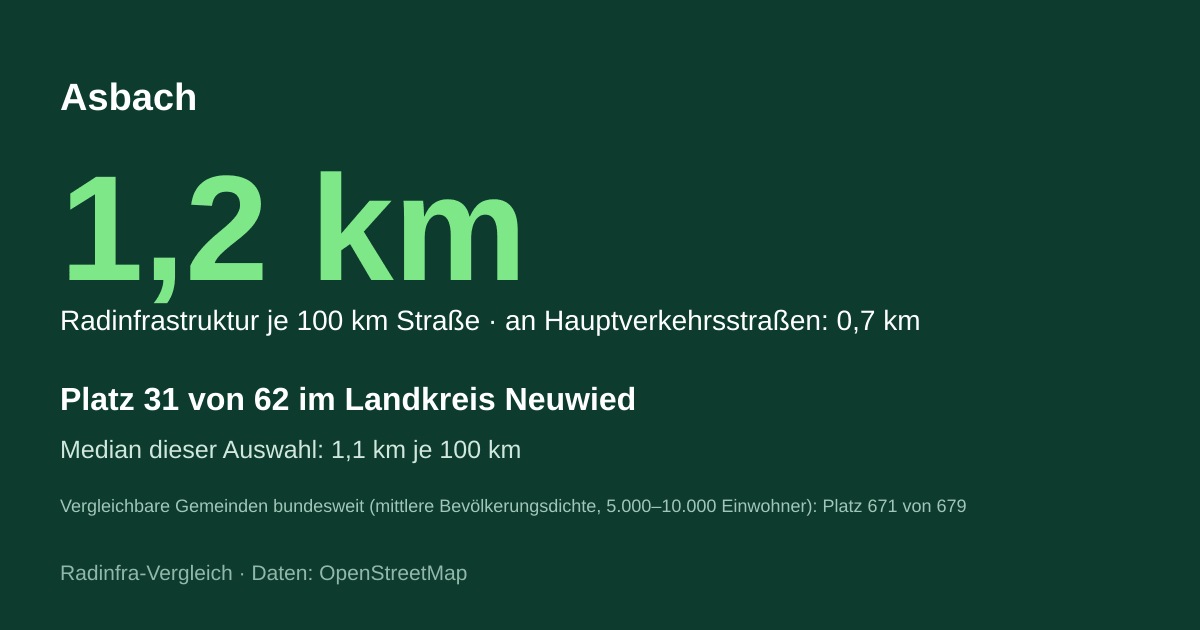 Asbach
1,2 km
Radinfrastruktur je 100 km Straße · an Hauptverkehrsstraßen: 0,7 km
Platz 31 von 62 im Landkreis Neuwied
Median dieser Auswahl: 1,1 km je 100 km
Vergleichbare Gemeinden bundesweit (mittlere Bevölkerungsdichte, 5.000–10.000 Einwohner): Platz 671 von 679
Radinfra-Vergleich · Daten: OpenStreetMap